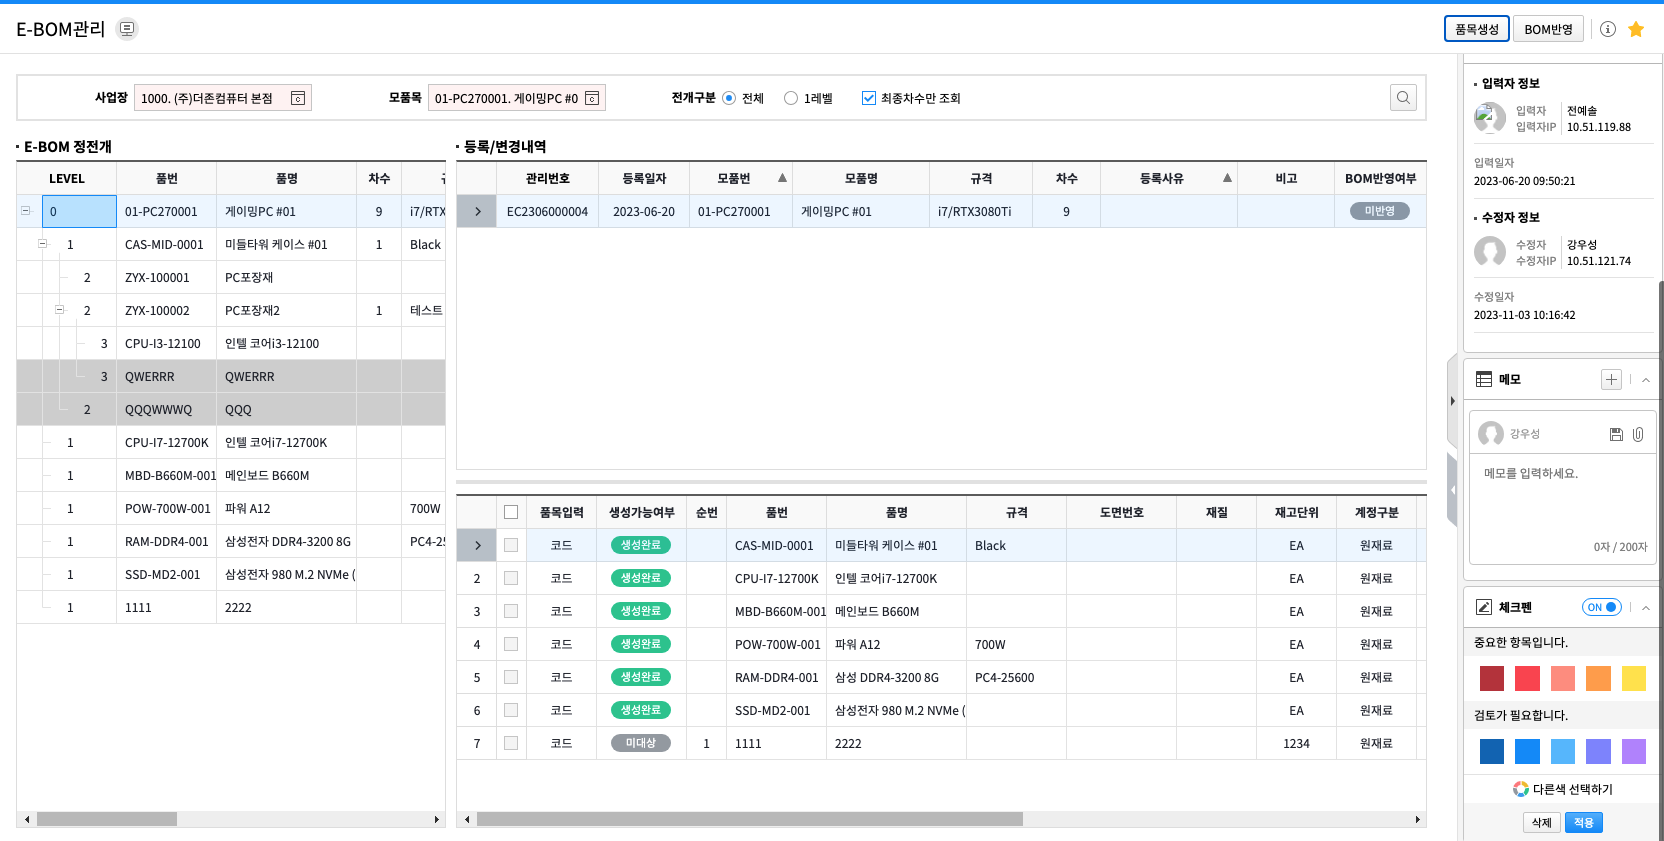 E-BOM관리
품목생성 BOM반영
사업장 1000. (주)더존컴퓨터 본점 모품목 01-PC270001. 게이밍PC #0 전개구분 전체 1레벨 최종차수만 조회
E-BOM 정전개
LEVEL 품번 품명 차수
0 01-PC270001 게이밍PC #01 9 i7/RTX
1 CAS-MID-0001 미들타워 케이스 #01 1 Black
2 ZYX-100001 PC포장재
2 ZYX-100002 PC포장재2 1 테스트
3 CPU-I3-12100 인텔 코어i3-12100
3 QWERRR QWERRR
2 QQQWWWQ QQQ
1 CPU-I7-12700K 인텔 코어i7-12700K
1 MBD-B660M-001 메인보드 B660M
1 POW-700W-001 파워 A12 700W
1 RAM-DDR4-001 삼성전자 DDR4-3200 8G PC4-25
1 SSD-MD2-001 삼성전자 980 M.2 NVMe (
1 1111 2222
등록/변경내역
관리번호 등록일자 모품번 모품명 규격 차수 등록사유 비고 BOM반영여부
EC2306000004 2023-06-20 01-PC270001 게이밍PC #01 i7/RTX3080Ti 9 미반영
품목입력 생성가능여부 순번 품번 품명 규격 도면번호 재질 재고단위 계정구분
코드 생성완료 CAS-MID-0001 미들타워 케이스 #01 Black EA 원재료
2 코드 생성완료 CPU-I7-12700K 인텔 코어i7-12700K EA 원재료
3 코드 생성완료 MBD-B660M-001 메인보드 B660M EA 원재료
4 코드 생성완료 POW-700W-001 파워 A12 700W EA 원재료
5 코드 생성완료 RAM-DDR4-001 삼성 DDR4-3200 8G PC4-25600 EA 원재료
6 코드 생성완료 SSD-MD2-001 삼성전자 980 M.2 NVMe ( EA 원재료
7 코드 미대상 1 1111 2222 1234 원재료
입력자 정보
입력자 전예솔
입력자IP 10.51.119.88
입력일자
2023-06-20 09:50:21
수정자 정보
수정자 강우성
수정자IP 10.51.121.74
수정일자
2023-11-03 10:16:42
메모
강우성
메모를 입력하세요.
0자 / 200자
체크펜 ON
중요한 항목입니다.
검토가 필요합니다.
다른색 선택하기
삭제 적용